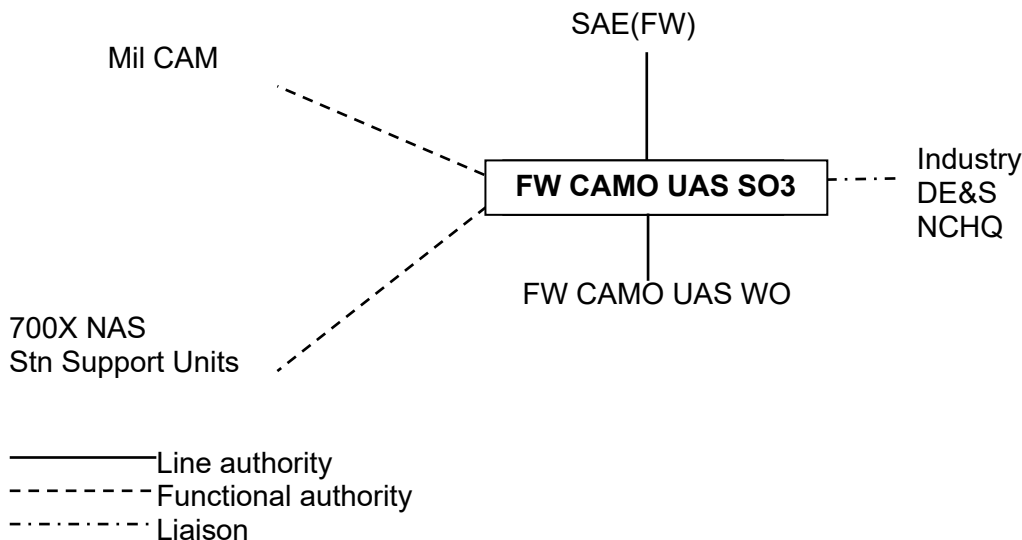 SAE(FW)
Mil CAM
FW CAMO UAS SO3
Industry
DE&S
NCHQ
FW CAMO UAS WO
700X NAS
Stn Support Units
Line authority
Functional authority
Liaison